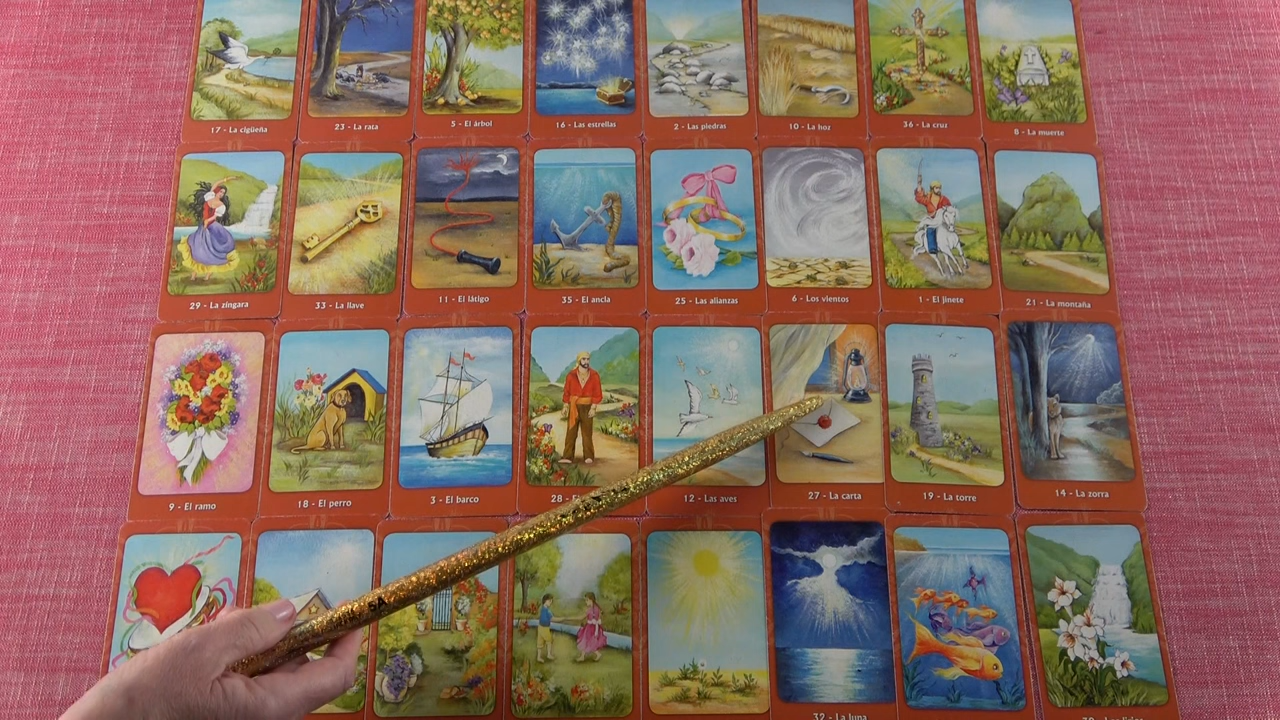 17 - La cigüeña
23 - La rata
5 - El árbol
16 - Las estrellas
2 - Las piedras
10 - La hoz
36 - La cruz
8 - La muerte
29 - La zíngara
33 - La llave
11 - El látigo
35 - El ancla
25 - Las alianzas
6 - Los vientos
1 - El jinete
21 - La montaña
9 - El ramo
18 - El perro
3 - El barco
28 -
12 - Las aves
27 - La carta
19 - La torre
14 - La zorra
32 - La luna